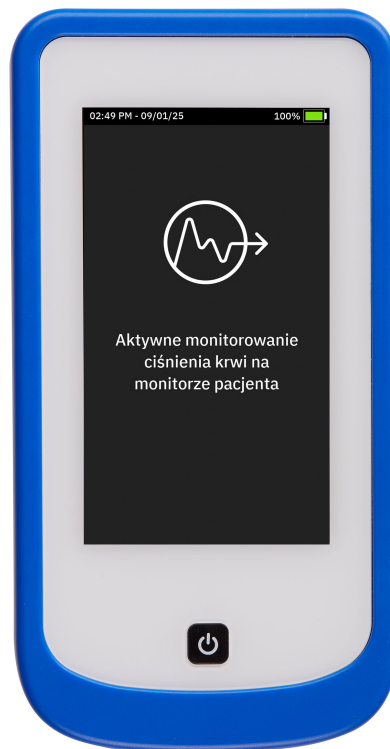 02:49 PM - 09/01/25 100%
Aktywne monitorowanie
ciśnienia krwi na
monitorze pacjenta